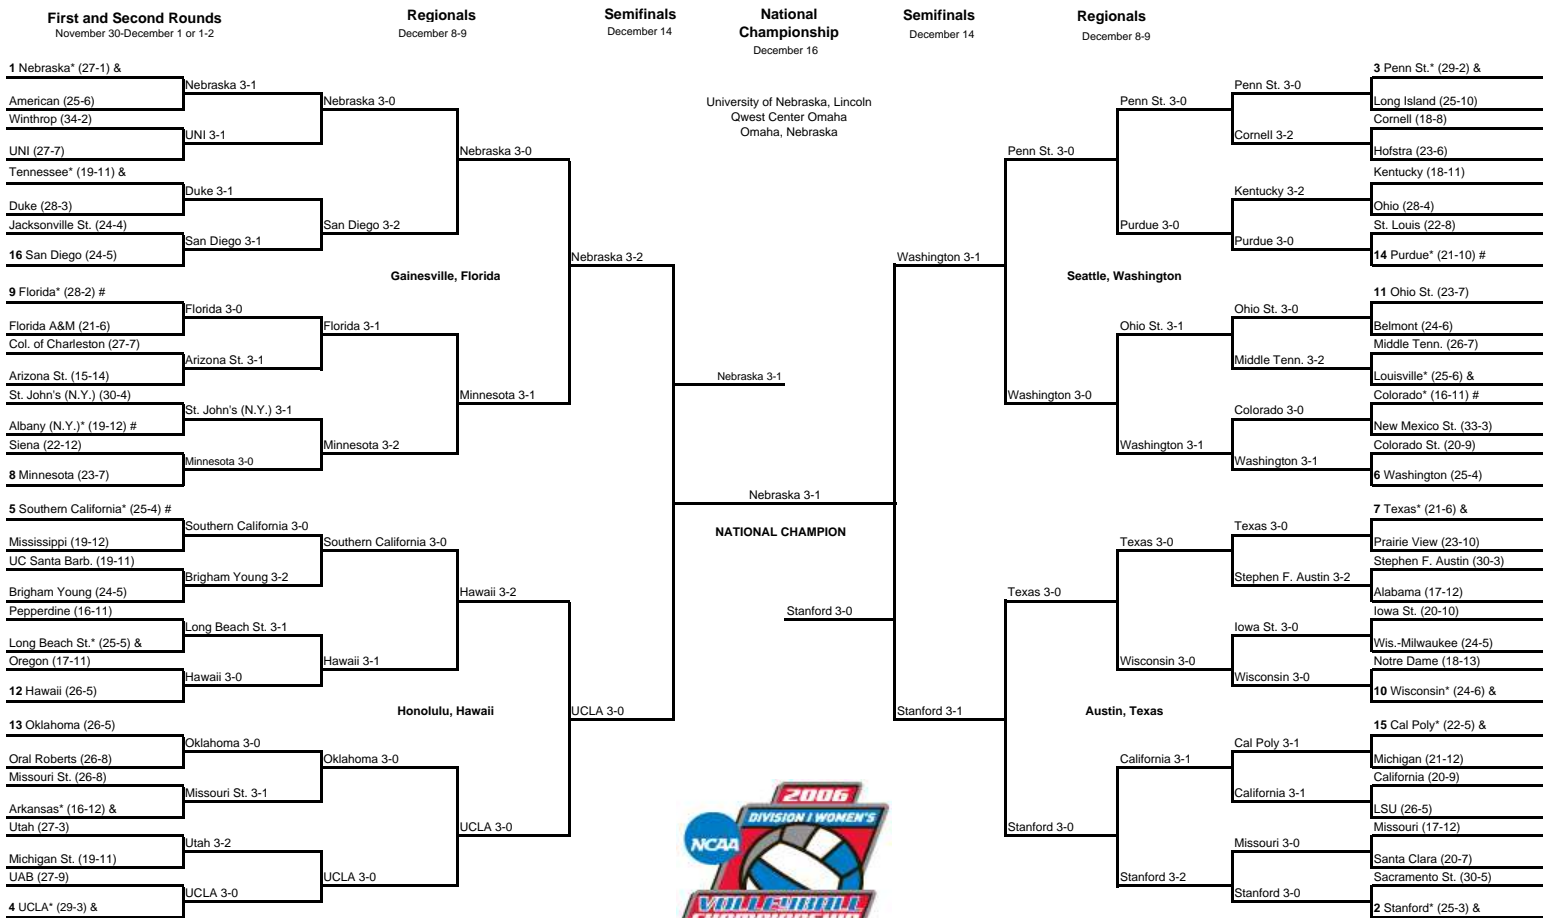 First and Second Rounds
November 30-December 1 or 1-2
Regionals
December 8-9
Semifinals
December 14
National
Championship
December 16
Semifinals
December 14
Regionals
December 8-9
University of Nebraska, Lincoln
Qwest Center Omaha
Omaha, Nebraska
1 Nebraska* (27-1) &
American (25-6)
Winthrop (34-2)
UNI (27-7)
Tennessee* (19-11) &
Duke (28-3)
Jacksonville St. (24-4)
16 San Diego (24-5)
9 Florida* (28-2) #
Florida A&M (21-6)
Col. of Charleston (27-7)
Arizona St. (15-14)
St. John's (N.Y.) (30-4)
Albany (N.Y.)* (19-12) #
Siena (22-12)
8 Minnesota (23-7)
5 Southern California* (25-4) #
Mississippi (19-12)
UC Santa Barb. (19-11)
Brigham Young (24-5)
Pepperdine (16-11)
Long Beach St.* (25-5) &
Oregon (17-11)
12 Hawaii (26-5)
13 Oklahoma (26-5)
Oral Roberts (26-8)
Missouri St. (26-8)
Arkansas* (16-12) &
Utah (27-3)
Michigan St. (19-11)
UAB (27-9)
4 UCLA* (29-3) &
Nebraska 3-1
UNI 3-1
Duke 3-1
San Diego 3-1
Florida 3-0
Arizona St. 3-1
St. John's (N.Y.) 3-1
Minnesota 3-0
Southern California 3-0
Brigham Young 3-2
Long Beach St. 3-1
Hawaii 3-0
Oklahoma 3-0
Missouri St. 3-1
Utah 3-2
UCLA 3-0
Nebraska 3-0
San Diego 3-2
Florida 3-1
Minnesota 3-2
Southern California 3-0
Hawaii 3-1
Oklahoma 3-0
UCLA 3-0
Nebraska 3-0
Gainesville, Florida
Minnesota 3-1
Hawaii 3-2
Honolulu, Hawaii
UCLA 3-0
Nebraska 3-2
UCLA 3-0
Nebraska 3-1
Nebraska 3-1
NATIONAL CHAMPION
Stanford 3-0
2006
DIVISION I WOMEN'S
NCAA
VOLLEYBALL
Washington 3-1
Stanford 3-1
Penn St. 3-0
Seattle, Washington
Washington 3-0
Texas 3-0
Austin, Texas
Stanford 3-0
Penn St. 3-0
Purdue 3-0
Ohio St. 3-1
Washington 3-1
Texas 3-0
Wisconsin 3-0
California 3-1
Stanford 3-2
Penn St. 3-0
Cornell 3-2
Kentucky 3-2
Purdue 3-0
Ohio St. 3-0
Middle Tenn. 3-2
Colorado 3-0
Washington 3-1
Texas 3-0
Stephen F. Austin 3-2
Iowa St. 3-0
Wisconsin 3-0
Cal Poly 3-1
California 3-1
Missouri 3-0
Stanford 3-0
3 Penn St.* (29-2) &
Long Island (25-10)
Cornell (18-8)
Hofstra (23-6)
Kentucky (18-11)
Ohio (28-4)
St. Louis (22-8)
14 Purdue* (21-10) #
11 Ohio St. (23-7)
Belmont (24-6)
Middle Tenn. (26-7)
Louisville* (25-6) &
Colorado* (16-11) #
New Mexico St. (33-3)
Colorado St. (20-9)
6 Washington (25-4)
7 Texas* (21-6) &
Prairie View (23-10)
Stephen F. Austin (30-3)
Alabama (17-12)
Iowa St. (20-10)
Wis.-Milwaukee (24-5)
Notre Dame (18-13)
10 Wisconsin* (24-6) &
15 Cal Poly* (22-5) &
Michigan (21-12)
California (20-9)
LSU (26-5)
Missouri (17-12)
Santa Clara (20-7)
Sacramento St. (30-5)
2 Stanford* (25-3) &